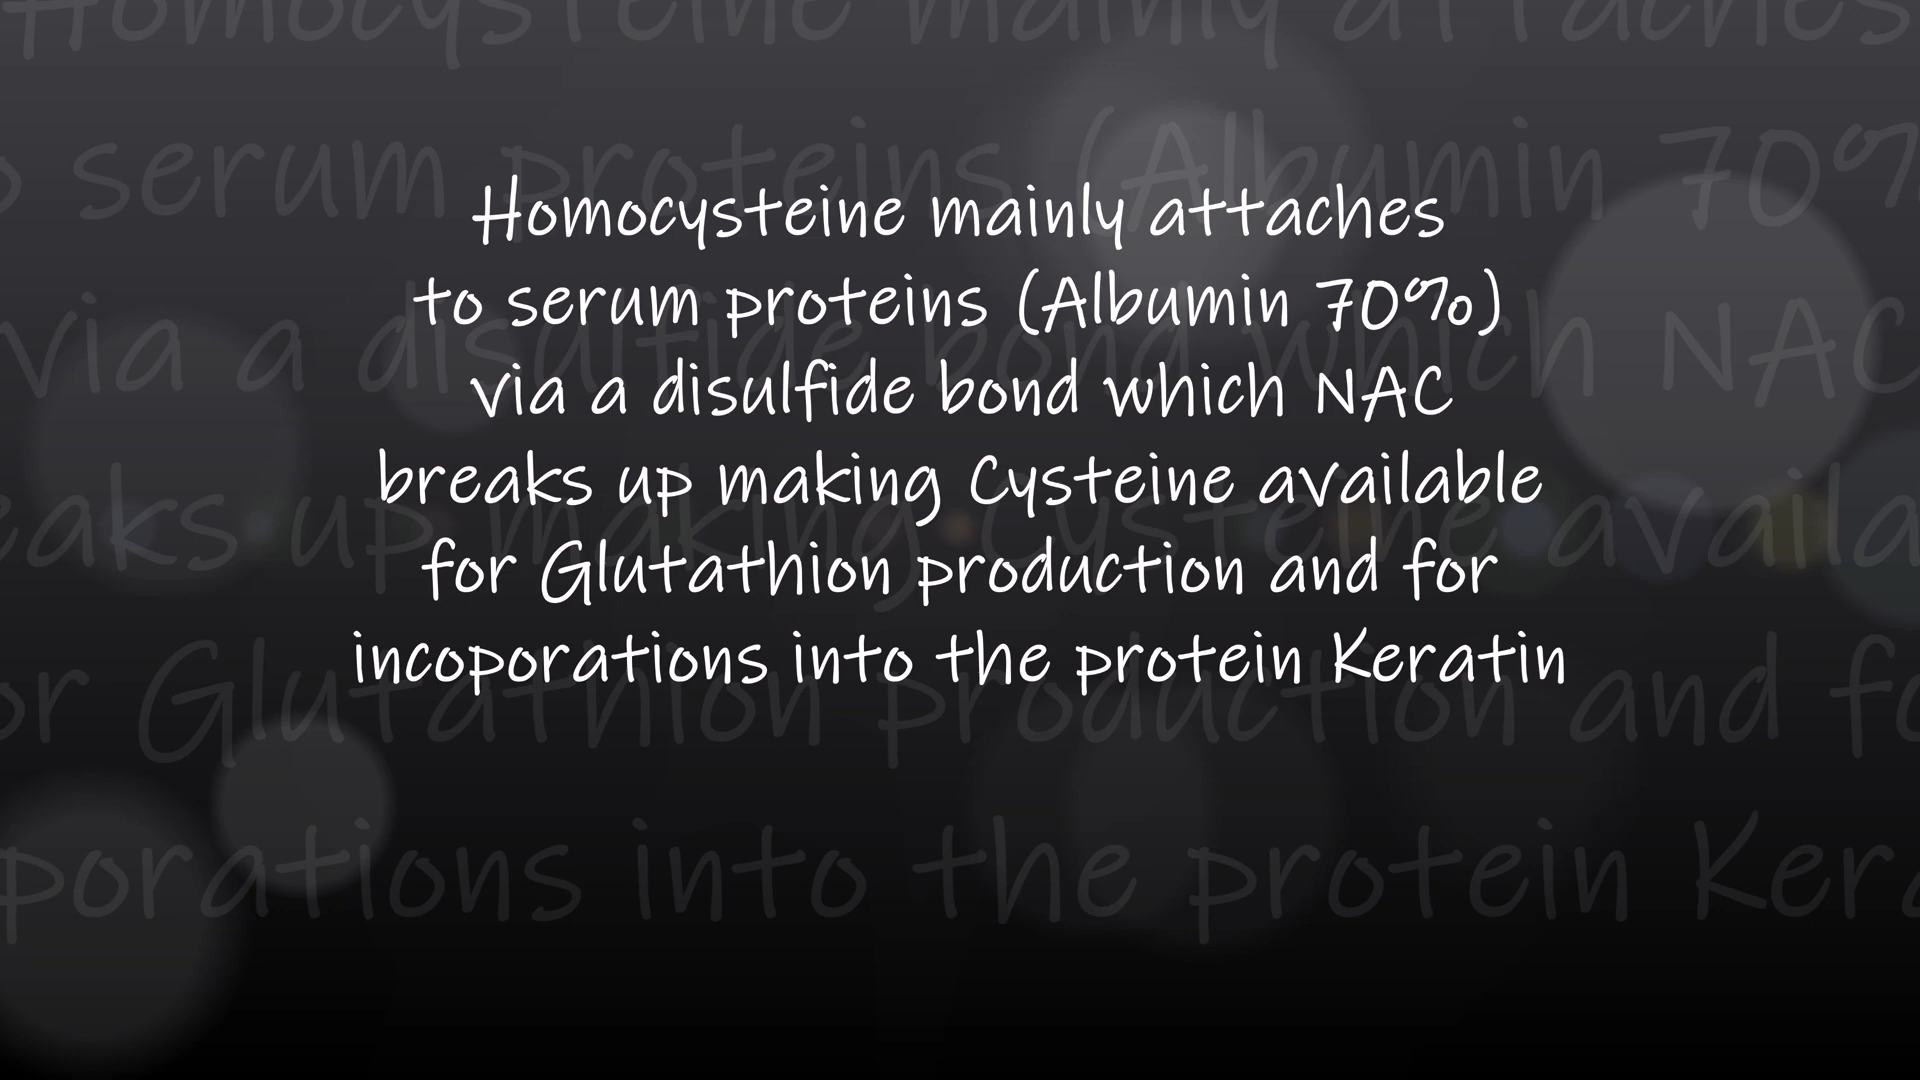 Homocysteine mainly attaches
to serum proteins (Albumin 70%)
via a disulfide bond which NAC
breaks up making Cysteine available
for Glutathion production and for
incoporations into the protein Keratin